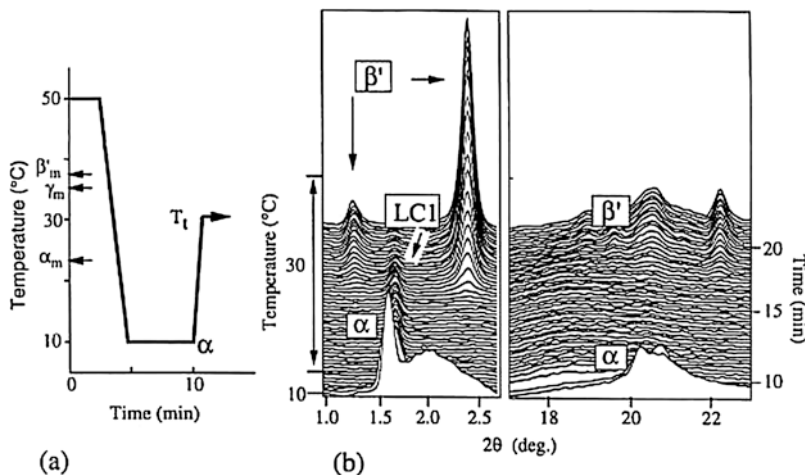 50
β'm
γm
30
Tt
αm
10
α
0
10
Temperature (°C)
Time (min)
(a)
β'
LC1
α
30
10
Temperature (°C)
1.0
1.5
2.0
2.5
β'
α
18
20
22
20
15
10
Time (min)
2θ (deg.)
(b)